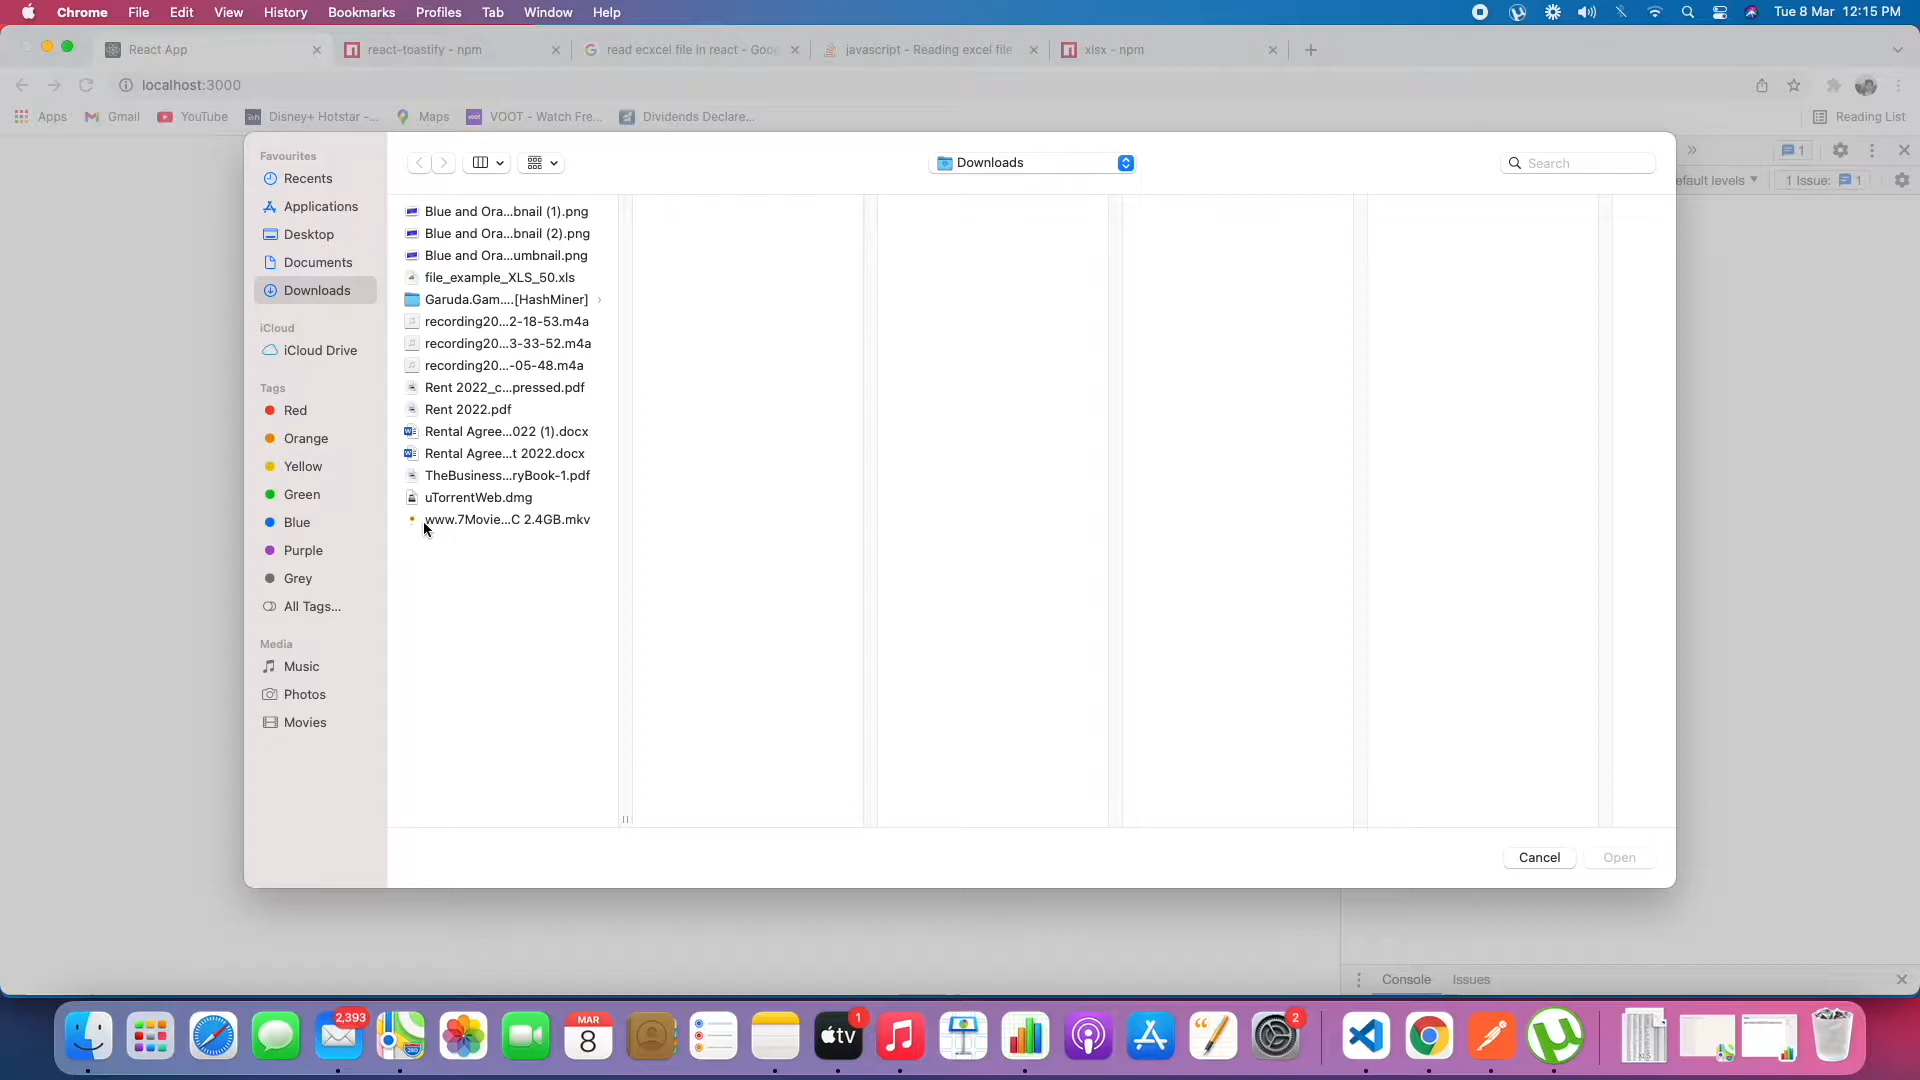 Chrome File Edit View History Bookmarks Profiles Tab Window Help Tue 8 Mar 12:15 PM
React App react-toastify - npm read ecxcel file in react - Goo javascript - Reading excel file xlsx - npm
localhost:3000
Apps Gmail YouTube Disney+ Hotstar -... Maps VOOT - Watch Fre... Dividends Declare... Reading List
Favourites
Recents
Applications
Desktop
Documents
Downloads
iCloud
iCloud Drive
Tags
Red
Orange
Yellow
Green
Blue
Purple
Grey
All Tags...
Media
Music
Photos
Movies
Downloads
Search
Blue and Ora...bnail (1).png
Blue and Ora...bnail (2).png
Blue and Ora...umbnail.png
file_example_XLS_50.xls
Garuda.Gam....[HashMiner]
recording20...2-18-53.m4a
recording20...3-33-52.m4a
recording20...-05-48.m4a
Rent 2022_c...pressed.pdf
Rent 2022.pdf
Rental Agree...022 (1).docx
Rental Agree...t 2022.docx
TheBusiness...ryBook-1.pdf
uTorrentWeb.dmg
www.7Movie...C 2.4GB.mkv
Cancel Open
1
efault levels 1 Issue: 1
Console Issues
2,393
MAR
8
tv
1
2
XLS